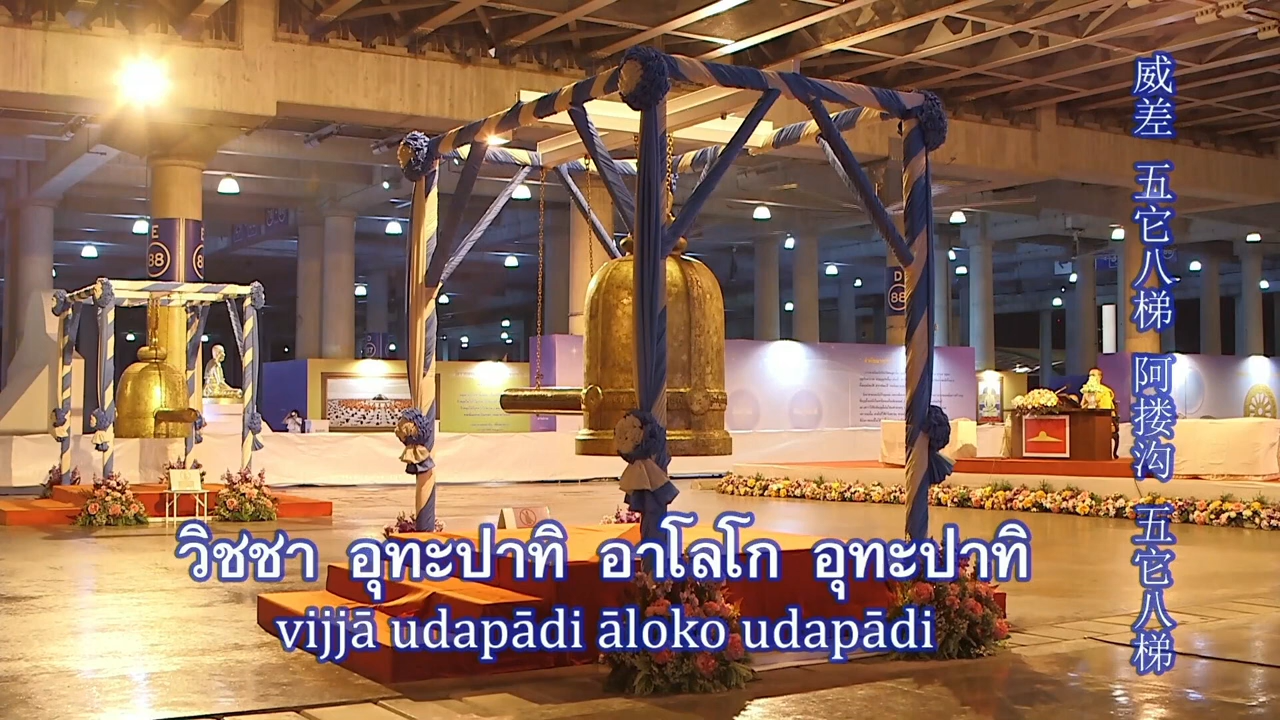 威差 五它八梯 阿搂沟 五它八梯
E
88
D
88
วิชชา อุทะปาทิ อาโลโก อุทะปาทิ
vijjā udapādi āloko udapādi